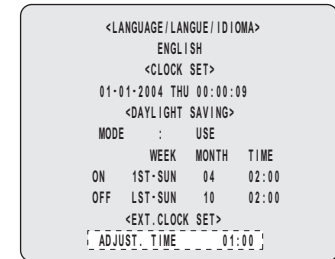 <LANGUAGE/LANGUE/IDIOMA>
ENGLISH
<CLOCK SET>
01-01-2004 THU 00:00:09
<DAYLIGHT SAVING>
MODE : USE
WEEK MONTH TIME
ON 1ST-SUN 04 02:00
OFF LST-SUN 10 02:00
<EXT.CLOCK SET>
ADJUST. TIME 01:00